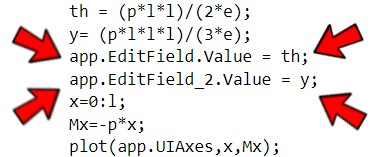 th = (p*l*l)/(2*e);
y= (p*l*l*l)/(3*e);
app.EditField.Value = th;
app.EditField_2.Value = y;
x=0:l;
Mx=-p*x;
plot(app.UIAxes,x,Mx);